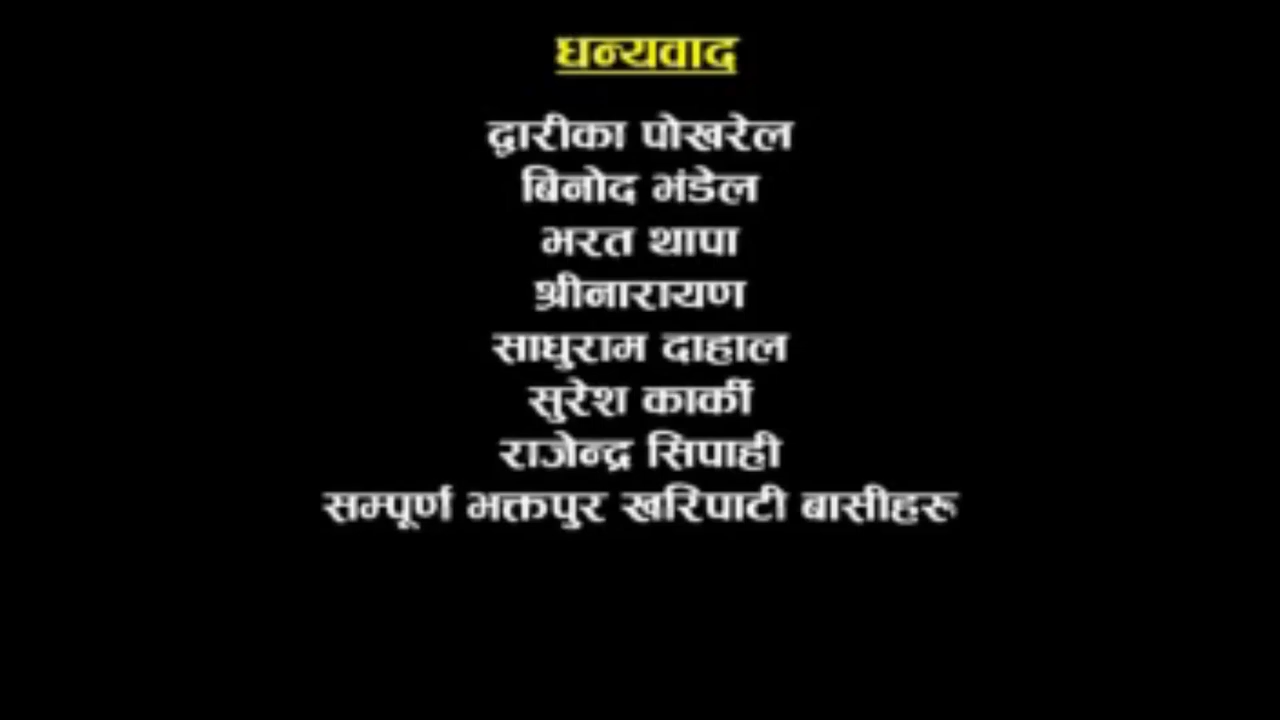 धन्यवाद
द्वारीका पोखरेल
बिनोद भंडेल
भरत थापा
श्रीनारायण
साधुराम दाहाल
सुरेश कार्की
राजेन्द्र सिपाही
सम्पूर्ण भक्तपुर खरिपाटी बासीहरु